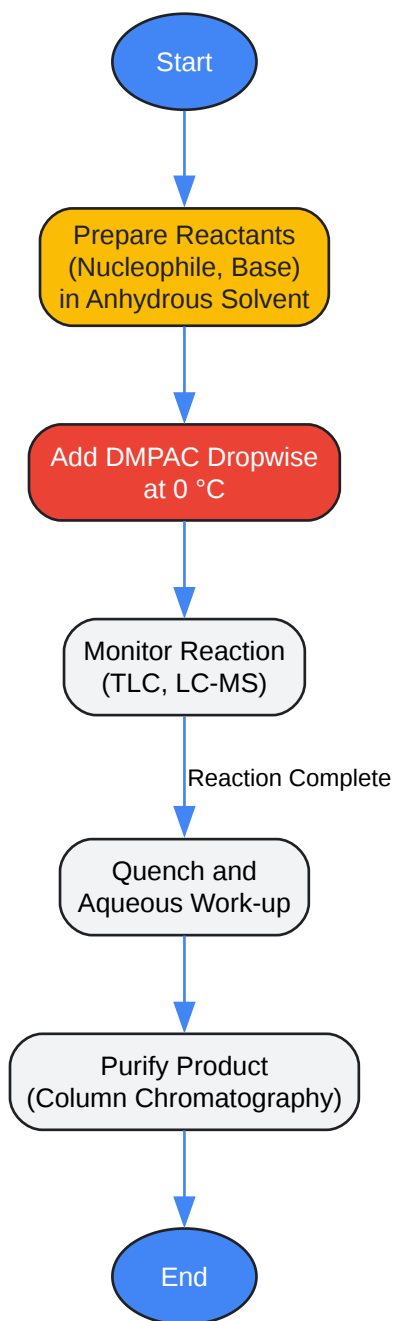 Start
Prepare Reactants
(Nucleophile, Base)
in Anhydrous Solvent
Add DMPAC Dropwise
at 0 °C
Monitor Reaction
(TLC, LC-MS)
Reaction Complete
Quench and
Aqueous Work-up
Purify Product
(Column Chromatography)
End